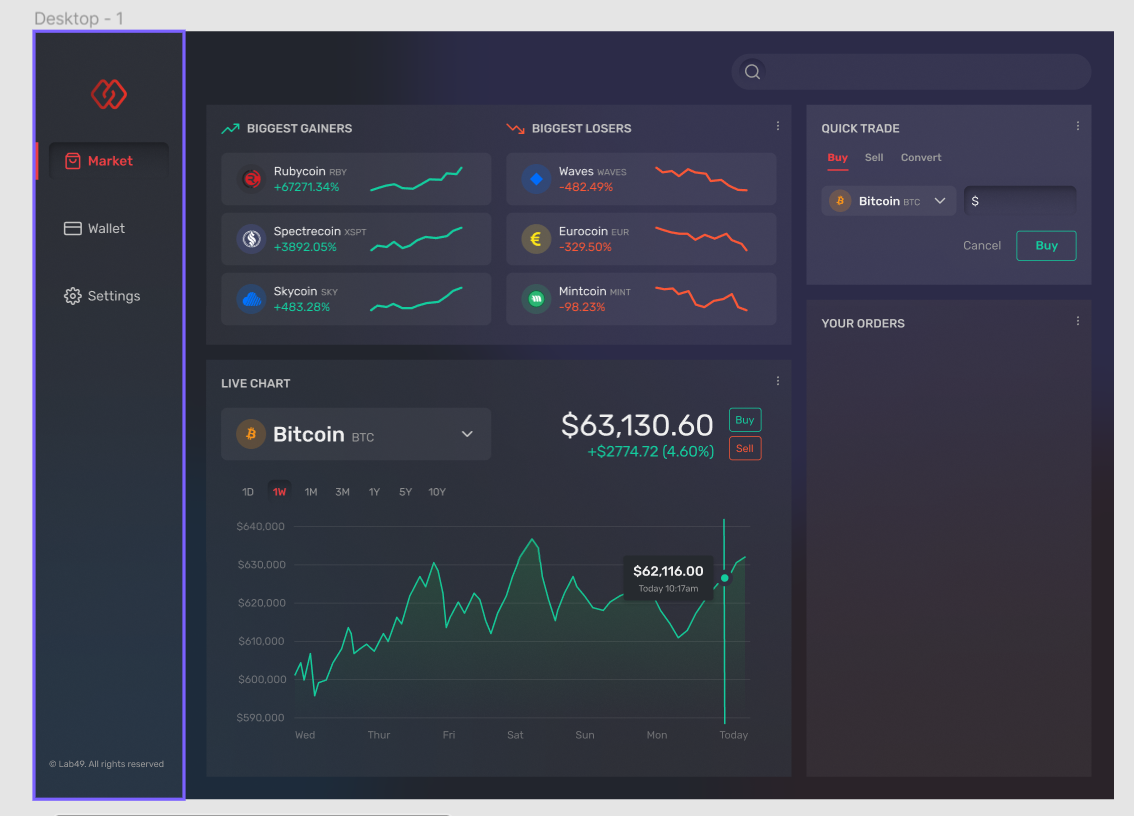 Desktop - 1
Market
Wallet
Settings
© Lab49. All rights reserved
BIGGEST GAINERS
Rubycoin RBY
+67271.34%
Spectrecoin XSPT
+3892.05%
Skycoin SKY
+483.28%
BIGGEST LOSERS
Waves WAVES
-482.49%
Eurocoin EUR
-329.50%
Mintcoin MINT
-98.23%
QUICK TRADE
Buy Sell Convert
Bitcoin BTC $
Cancel Buy
YOUR ORDERS
LIVE CHART
Bitcoin BTC
$63,130.60
+$2774.72 (4.60%)
Buy
Sell
1D 1W 1M 3M 1Y 5Y 10Y
$640,000
$630,000
$620,000
$610,000
$600,000
$590,000
$62,116.00
Today 10:17am
Wed Thur Fri Sat Sun Mon Today